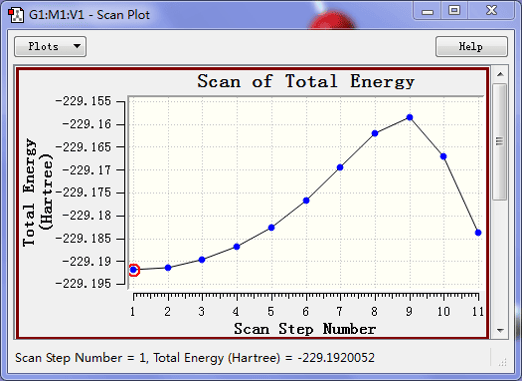 G1:M1:V1 - Scan Plot
Plots
Help
Scan of Total Energy
Total Energy
(Hartree)
-229.155
-229.16
-229.165
-229.17
-229.175
-229.18
-229.185
-229.19
-229.195
1 2 3 4 5 6 7 8 9 10 11
Scan Step Number
Scan Step Number = 1, Total Energy (Hartree) = -229.1920052